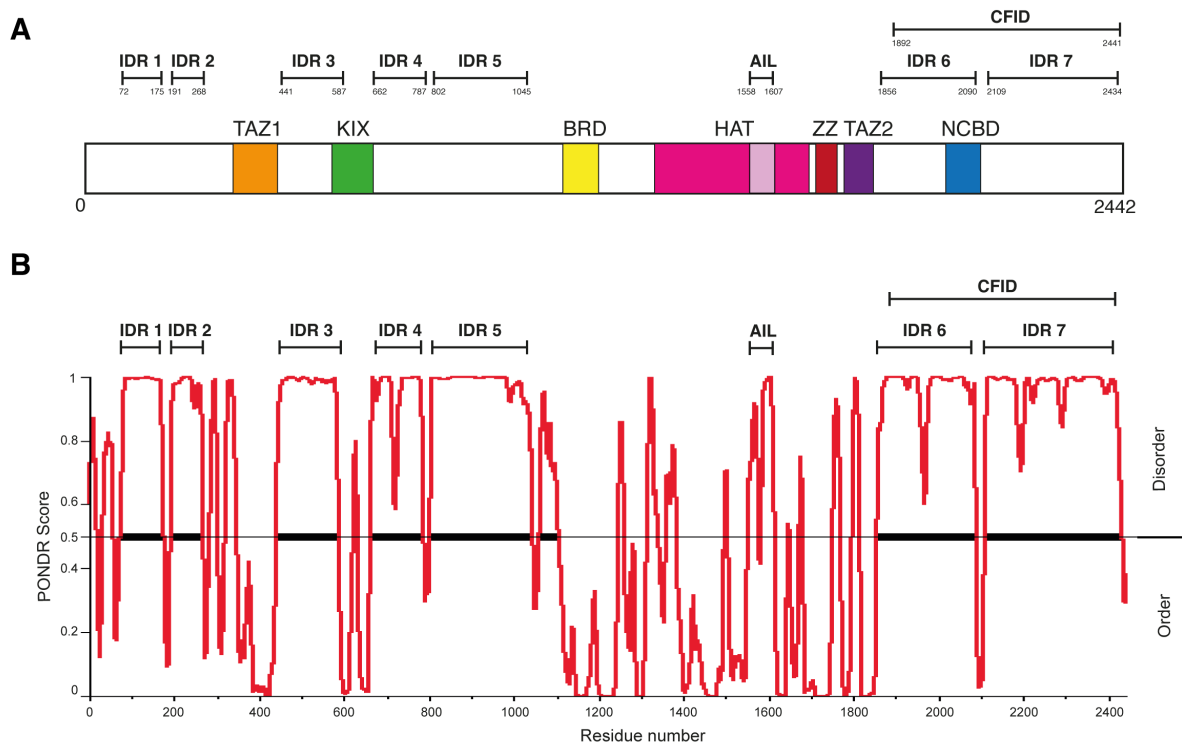 A
CFID
1892 2441
IDR 1 IDR 2 IDR 3 IDR 4 IDR 5 AIL IDR 6 IDR 7
72 175 191 268 441 587 662 787 802 1045 1558 1607 1856 2090 2109 2434
TAZ1 KIX BRD HAT ZZ TAZ2 NCBD
0 2442
B
CFID
IDR 1 IDR 2 IDR 3 IDR 4 IDR 5 AIL IDR 6 IDR 7
1
0.8
0.6
0.5
0.4
0.2
0
PONDR Score
Disorder
Order
0 200 400 600 800 1000 1200 1400 1600 1800 2000 2200 2400
Residue number